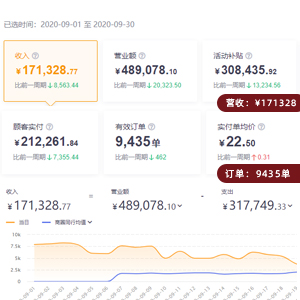 已选时间： 2020-09-01 至 2020-09-30
收入 营业额 活动补贴
¥171,328.77 ¥489,078.10 ¥308,435.92
比前一周期↓8,563.44 比前一周期↓20,323.50 比前一周期↓13,234.56
营收：¥171328
顾客实付 有效订单 实付单均价
¥212,261.84 9,435单 ¥22.50
比前一周期↓7,355.44 比前一周期↓462 比前一周期↑0.31
订单：9435单
收入 营业额 支出
¥171,328.77 = ¥489,078.10 - ¥317,749.33
当日 商圈同行均值
10k
7.5k
5k
2.5k
0